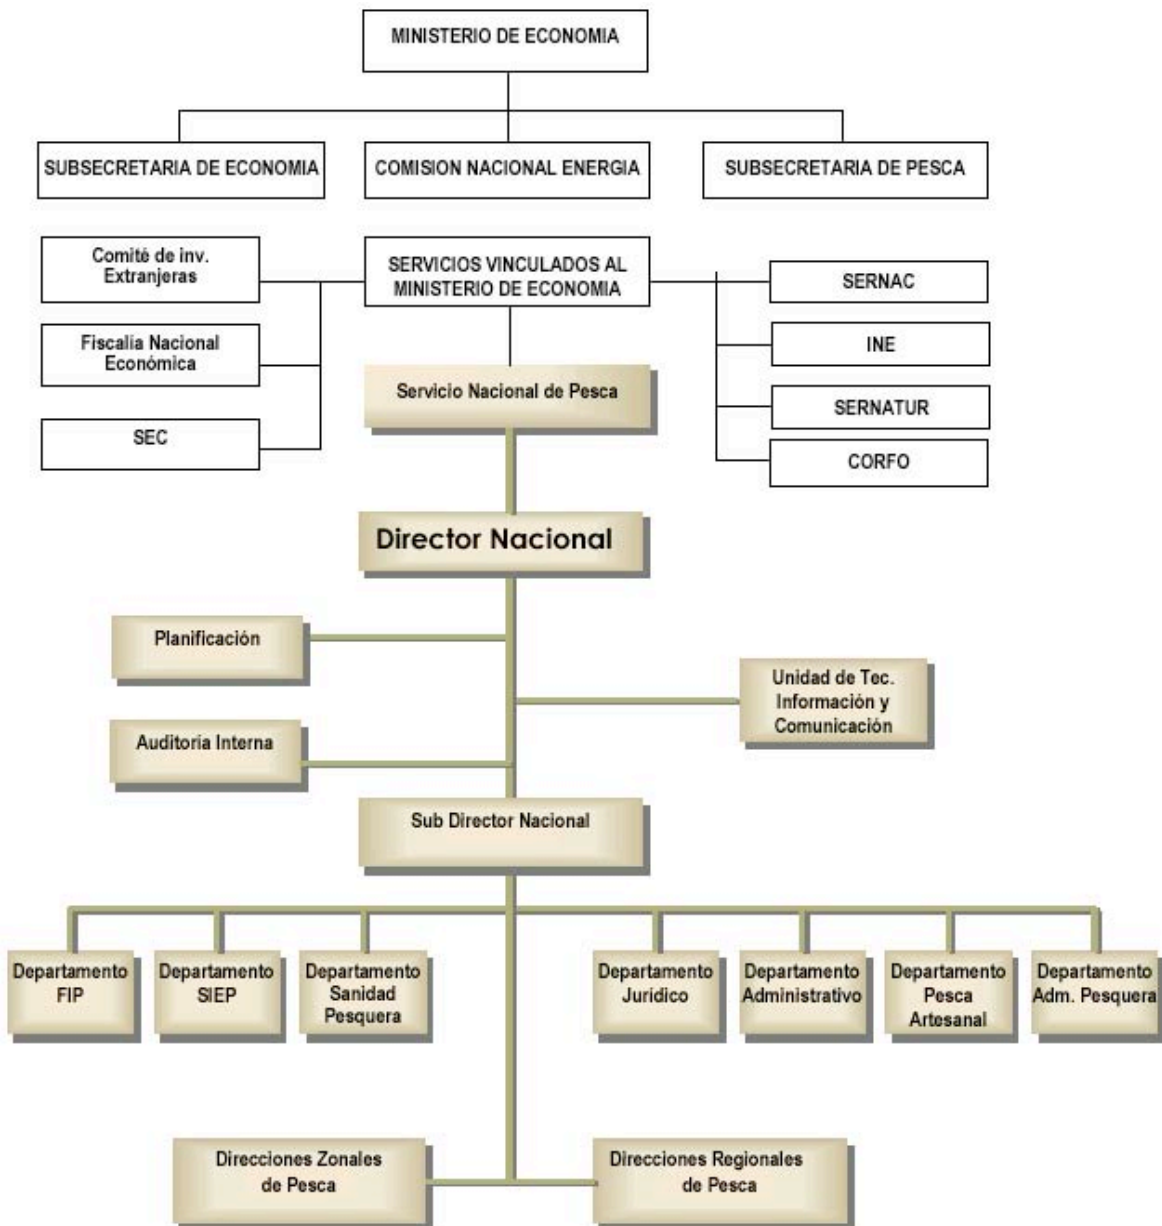 MINISTERIO DE ECONOMIA
SUBSECRETARIA DE ECONOMIA
COMISION NACIONAL ENERGIA
SUBSECRETARIA DE PESCA
Comité de inv.
Extranjeras
SERVICIOS VINCULADOS AL
MINISTERIO DE ECONOMIA
SERNAC
Fiscalía Nacional
Económica
INE
Servicio Nacional de Pesca
SERNATUR
SEC
CORFO
Director Nacional
Planificación
Unidad de Tec.
Información y
Comunicación
Auditoría Interna
Sub Director Nacional
Departamento
FIP
Departamento
SIEP
Departamento
Sanidad
Pesquera
Departamento
Jurídico
Departamento
Administrativo
Departamento
Pesca
Artesanal
Departamento
Adm. Pesquera
Direcciones Zonales
de Pesca
Direcciones Regionales
de Pesca